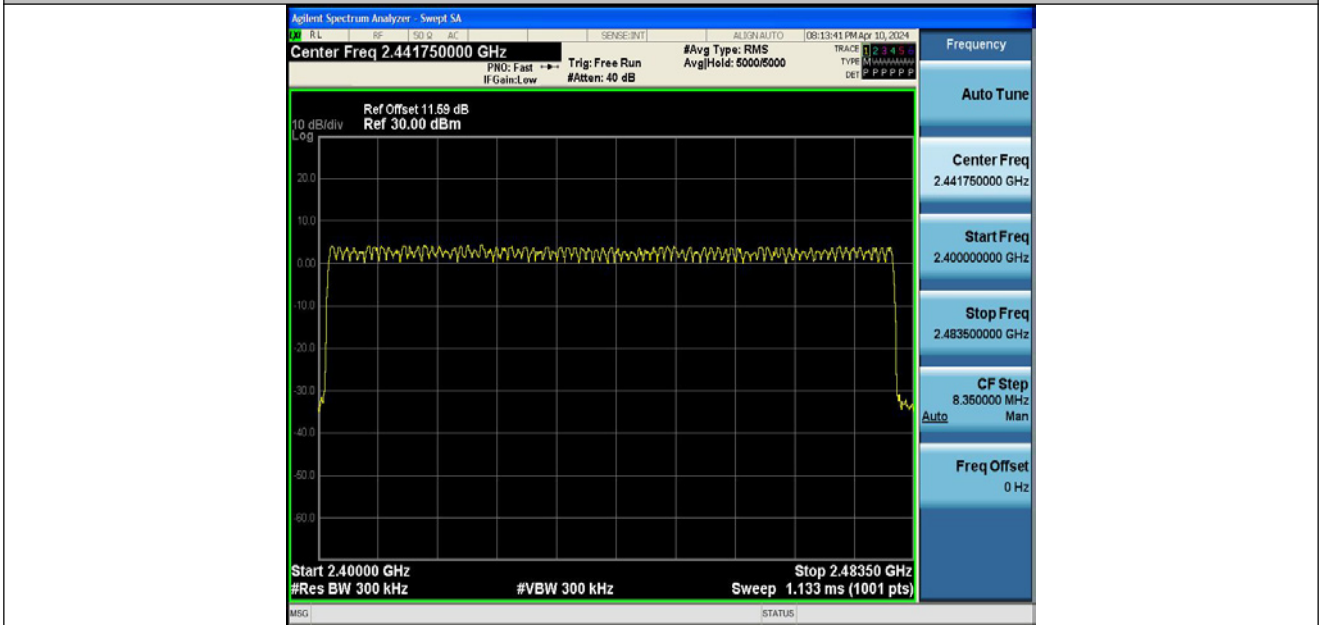 Agilent Spectrum Analyzer - Swept SA
RL RF 50 Ω AC SENSE:INT ALIGN AUTO 08:13:41 PM Apr 10, 2024
Center Freq 2.441750000 GHz
PNO: Fast
IFGain:Low
Trig: Free Run
#Atten: 40 dB
#Avg Type: RMS
Avg|Hold: 5000/5000
TRACE 1 2 3 4 5 6
TYPE M W W W W W
DET P P P P P P
Ref Offset 11.59 dB
10 dB/div Ref 30.00 dBm
Log
20.0
10.0
0.00
-10.0
-20.0
-30.0
-40.0
-50.0
-60.0
Start 2.40000 GHz Stop 2.48350 GHz
#Res BW 300 kHz #VBW 300 kHz Sweep 1.133 ms (1001 pts)
MSG STATUS
Frequency
Auto Tune
Center Freq
2.441750000 GHz
Start Freq
2.400000000 GHz
Stop Freq
2.483500000 GHz
CF Step
8.350000 MHz
Auto Man
Freq Offset
0 Hz